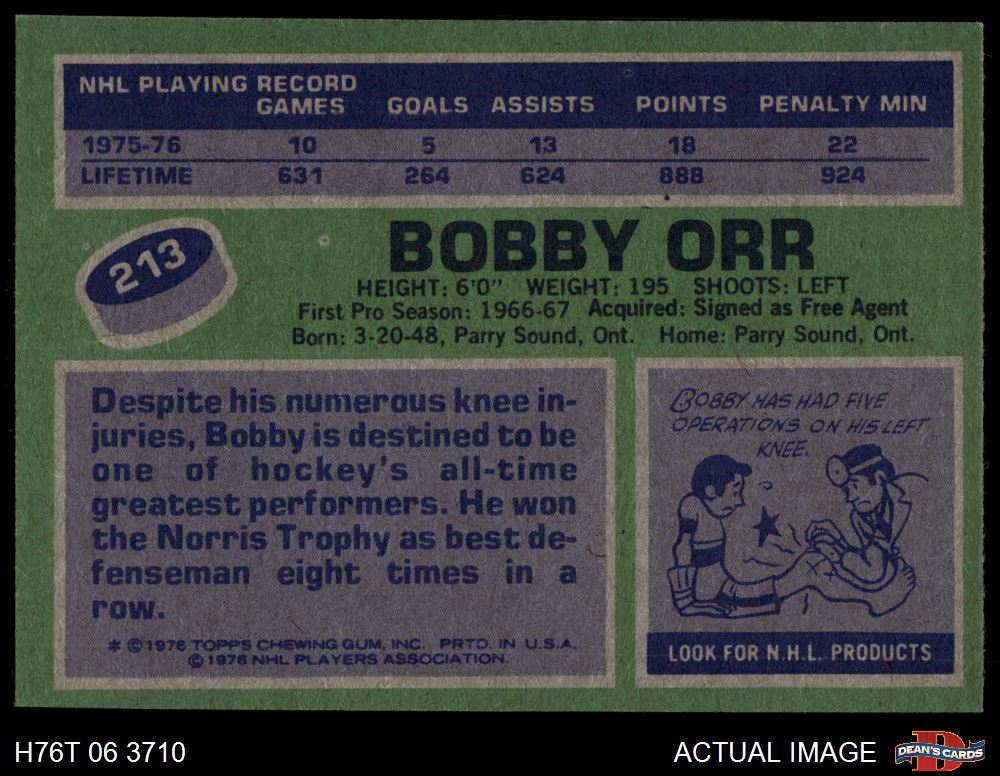 NHL PLAYING RECORD
GAMES GOALS ASSISTS POINTS PENALTY MIN
1975-76 10 5 13 18 22
LIFETIME 631 264 624 888 924
213
BOBBY ORR
HEIGHT: 6'0" WEIGHT: 195 SHOOTS: LEFT
First Pro Season: 1966-67 Acquired: Signed as Free Agent
Born: 3-20-48, Parry Sound, Ont. Home: Parry Sound, Ont.
Despite his numerous knee in-
juries, Bobby is destined to be
one of hockey's all-time
greatest performers. He won
the Norris Trophy as best de-
fenseman eight times in a
row.
* © 1976 TOPPS CHEWING GUM, INC. PRTD. IN U.S.A.
© 1976 NHL PLAYERS ASSOCIATION.
BOBBY HAS HAD FIVE
OPERATIONS ON HIS LEFT
KNEE.
LOOK FOR N.H.L. PRODUCTS
H76T 06 3710
ACTUAL IMAGE
D
DEAN'S CARDS